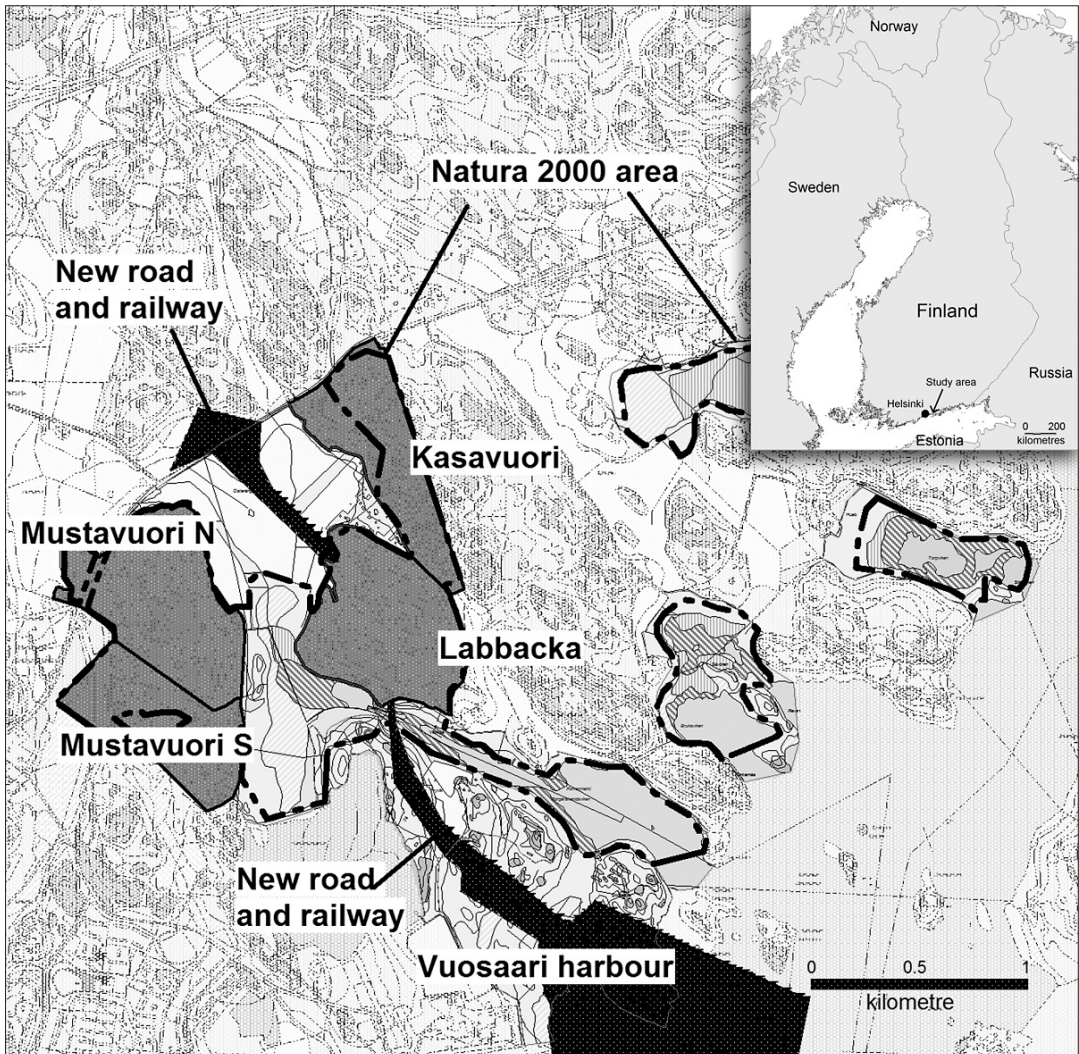 Norway
Sweden
Finland
Russia
Study area
Helsinki
Estonia
0 200
kilometres
Natura 2000 area
New road
and railway
Kasavuori
Mustavuori N
Labbacka
Mustavuori S
New road
and railway
Vuosaari harbour
0 0.5 1
kilometre